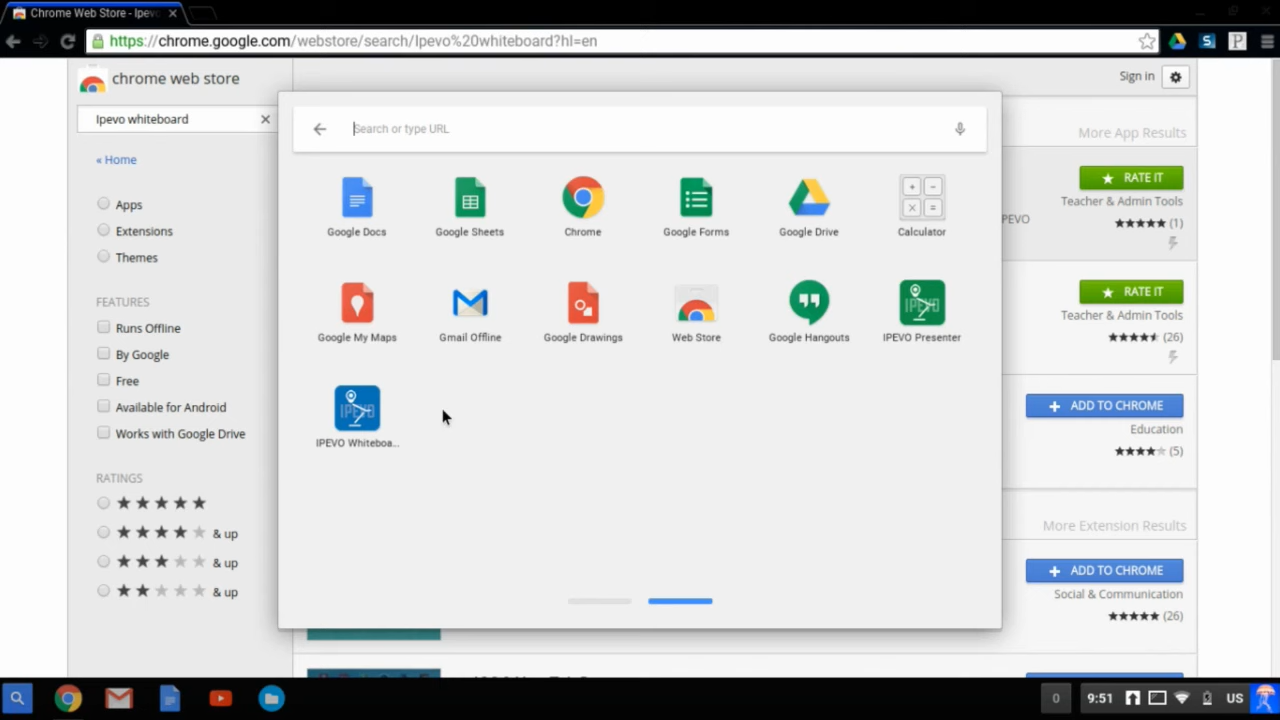 Chrome Web Store - Ipevo
https://chrome.google.com/webstore/search/Ipevo%20whiteboard?hl=en
chrome web store
Sign in
Ipevo whiteboard
« Home
Apps
Extensions
Themes
FEATURES
Runs Offline
By Google
Free
Available for Android
Works with Google Drive
RATINGS
& up
& up
& up
Search or type URL
Google Docs
Google Sheets
Chrome
Google Forms
Google Drive
Calculator
Google My Maps
Gmail Offline
Google Drawings
Web Store
Google Hangouts
IPEVO
IPEVO Presenter
IPEVO
IPEVO Whiteboa...
More App Results
RATE IT
Teacher & Admin Tools
(1)
PEVO
RATE IT
Teacher & Admin Tools
(26)
ADD TO CHROME
Education
(5)
More Extension Results
ADD TO CHROME
Social & Communication
(26)
0
9:51
US